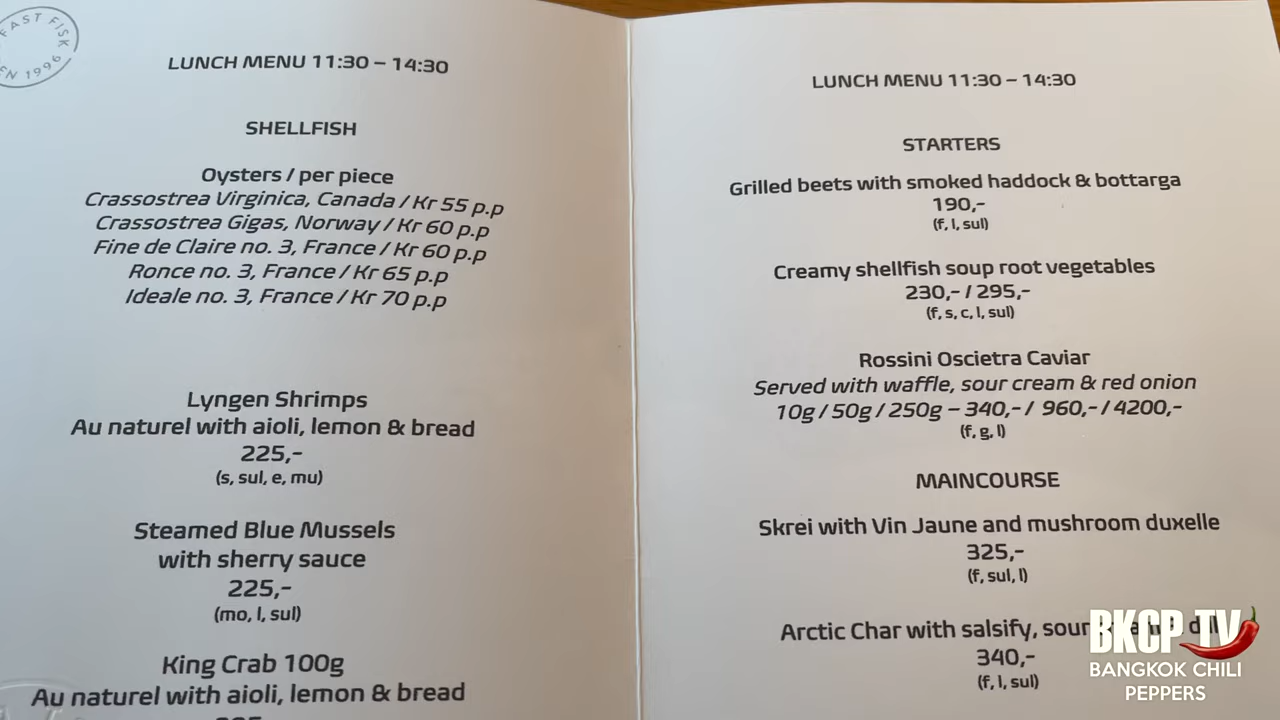 FAST FISK
EN 1996
LUNCH MENU 11:30 – 14:30
SHELLFISH
Oysters / per piece
Crassostrea Virginica, Canada / Kr 55 p.p
Crassostrea Gigas, Norway / Kr 60 p.p
Fine de Claire no. 3, France / Kr 60 p.p
Ronce no. 3, France / Kr 65 p.p
Ideale no. 3, France / Kr 70 p.p
Lyngen Shrimps
Au naturel with aioli, lemon & bread
225,-
(s, sul, e, mu)
Steamed Blue Mussels
with sherry sauce
225,-
(mo, l, sul)
King Crab 100g
Au naturel with aioli, lemon & bread
LUNCH MENU 11:30 – 14:30
STARTERS
Grilled beets with smoked haddock & bottarga
190,-
(f, l, sul)
Creamy shellfish soup root vegetables
230,- / 295,-
(f, s, c, l, sul)
Rossini Oscietra Caviar
Served with waffle, sour cream & red onion
10g / 50g / 250g – 340,- / 960,- / 4200,-
(f, g, l)
MAINCOURSE
Skrei with Vin Jaune and mushroom duxelle
325,-
(f, sul, l)
Arctic Char with salsify, sour
340,-
(f, l, sul)
BKCP TV
BANGKOK CHILI
PEPPERS